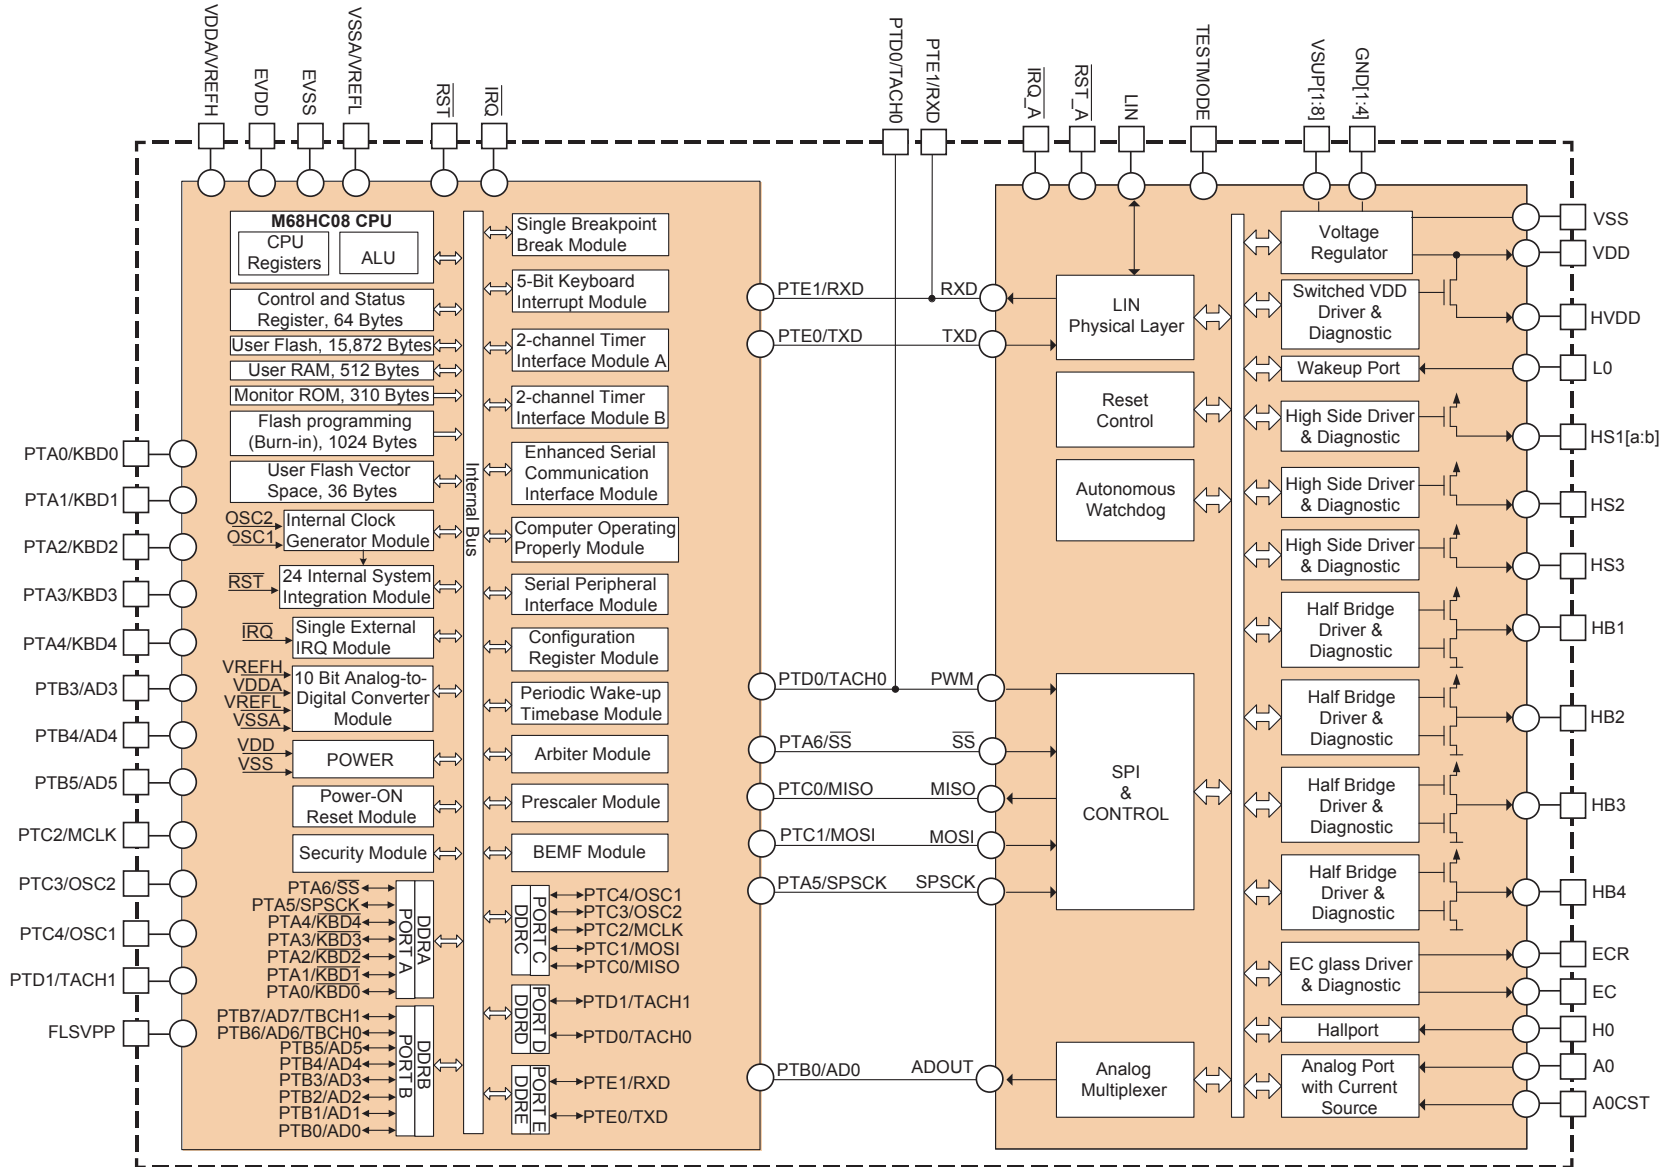 VDDA/VREFH
EVDD
EVSS
VSSA/VREFL
RST
IRQ
PTD0/TACH0
PTE1/RXD
IRQ_A
RST_A
LIN
TESTMODE
VSUP[1:8]
GND[1:4]
PTA0/KBD0
PTA1/KBD1
PTA2/KBD2
PTA3/KBD3
PTA4/KBD4
PTB3/AD3
PTB4/AD4
PTB5/AD5
PTC2/MCLK
PTC3/OSC2
PTC4/OSC1
PTD1/TACH1
FLSVPP
M68HC08 CPU
CPU
Registers
ALU
Control and Status
Register, 64 Bytes
User Flash, 15,872 Bytes
User RAM, 512 Bytes
Monitor ROM, 310 Bytes
Flash programming
(Burn-in), 1024 Bytes
User Flash Vector
Space, 36 Bytes
OSC2
OSC1
Internal Clock
Generator Module
RST
24 Internal System
Integration Module
IRQ
Single External
IRQ Module
VREFH
VDDA
VREFL
VSSA
10 Bit Analog-to-
Digital Converter
Module
VDD
VSS
POWER
Power-ON
Reset Module
Security Module
PTA6/SS
PTA5/SPSCK
PTA4/KBD4
PTA3/KBD3
PTA2/KBD2
PTA1/KBD1
PTA0/KBD0
PORT A
DDRA
PTB7/AD7/TBCH1
PTB6/AD6/TBCH0
PTB5/AD5
PTB4/AD4
PTB3/AD3
PTB2/AD2
PTB1/AD1
PTB0/AD0
PORT B
DDRB
Internal Bus
Single Breakpoint
Break Module
5-Bit Keyboard
Interrupt Module
2-channel Timer
Interface Module A
2-channel Timer
Interface Module B
Enhanced Serial
Communication
Interface Module
Computer Operating
Properly Module
Serial Peripheral
Interface Module
Configuration
Register Module
Periodic Wake-up
Timebase Module
Arbiter Module
Prescaler Module
BEMF Module
DDRC
PORT C
PTC4/OSC1
PTC3/OSC2
PTC2/MCLK
PTC1/MOSI
PTC0/MISO
DDRD
PORT D
PTD1/TACH1
PTD0/TACH0
DDRE
PORT E
PTE1/RXD
PTE0/TXD
PTE1/RXD RXD
PTE0/TXD TXD
PTD0/TACH0 PWM
PTA6/SS SS
PTC0/MISO MISO
PTC1/MOSI MOSI
PTA5/SPSCK SPSCK
PTB0/AD0 ADOUT
LIN
Physical Layer
Reset
Control
Autonomous
Watchdog
SPI
&
CONTROL
Analog
Multiplexer
Voltage
Regulator
Switched VDD
Driver &
Diagnostic
Wakeup Port
High Side Driver
& Diagnostic
High Side Driver
& Diagnostic
High Side Driver
& Diagnostic
Half Bridge
Driver &
Diagnostic
Half Bridge
Driver &
Diagnostic
Half Bridge
Driver &
Diagnostic
Half Bridge
Driver &
Diagnostic
EC glass Driver
& Diagnostic
Hallport
Analog Port
with Current
Source
VSS
VDD
HVDD
L0
HS1[a:b]
HS2
HS3
HB1
HB2
HB3
HB4
ECR
EC
H0
A0
A0CST